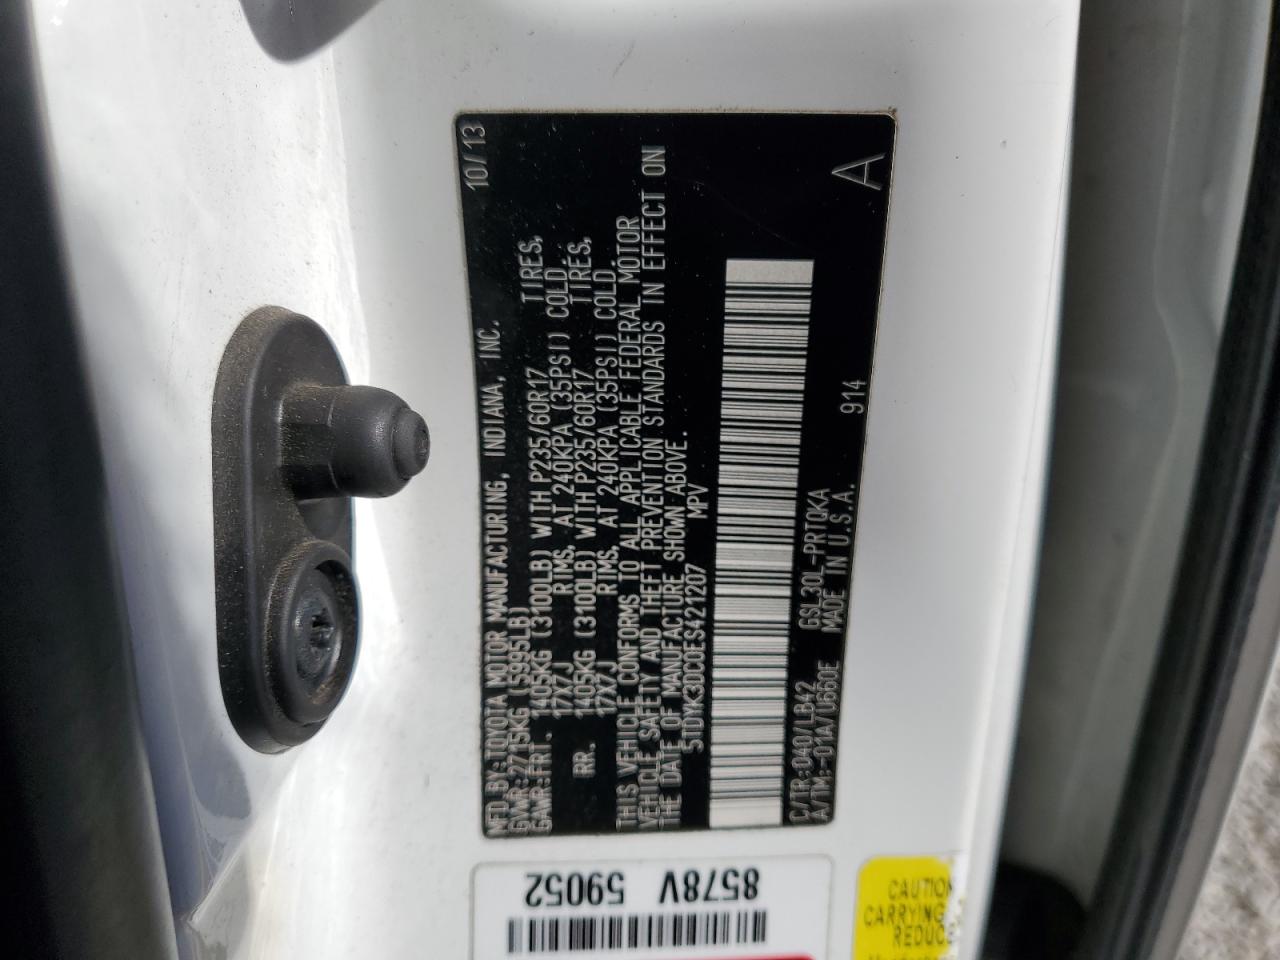 MFD.BY:TOYOTA MOTOR MANUFACTURING, INDIANA, INC. 10/13
GVWR:2715KG (5995LB)
GAWR:FRT. 1405KG (3100LB) WITH P235/60R17 TIRES,
17X7J RIMS, AT 240KPA (35PSI) COLD.
RR. 1405KG (3100LB) WITH P235/60R17 TIRES,
17X7J RIMS, AT 240KPA (35PSI) COLD.
THIS VEHICLE CONFORMS TO ALL APPLICABLE FEDERAL MOTOR
VEHICLE SAFETY AND THEFT PREVENTION STANDARDS IN EFFECT ON
THE DATE OF MANUFACTURE SHOWN ABOVE.
5TDYK3DC0ES421207 MPV
C/TR:040/LB42 GSL30L-PRTQKA 914 A
A/TM:-01A/U660E MADE IN U.S.A.
8578V
59052
CAUTION
CARRYING
REDUCE